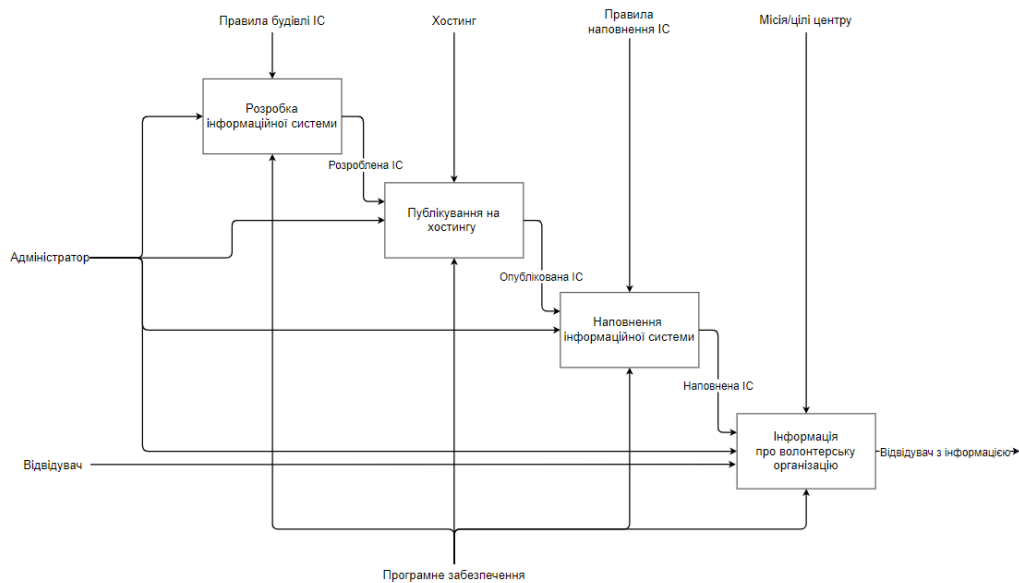 Правила будівлі ІС
Хостинг
Правила
наповнення ІС
Місія/цілі центру
Розробка
інформаційної системи
Розроблена ІС
Публікування на
хостингу
Адміністратор
Опублікована ІС
Наповнення
інформаційної системи
Наповнена ІС
Інформація
про волонтерську
організацію
Відвідувач
Відвідувач з інформацією
Програмне забезпечення